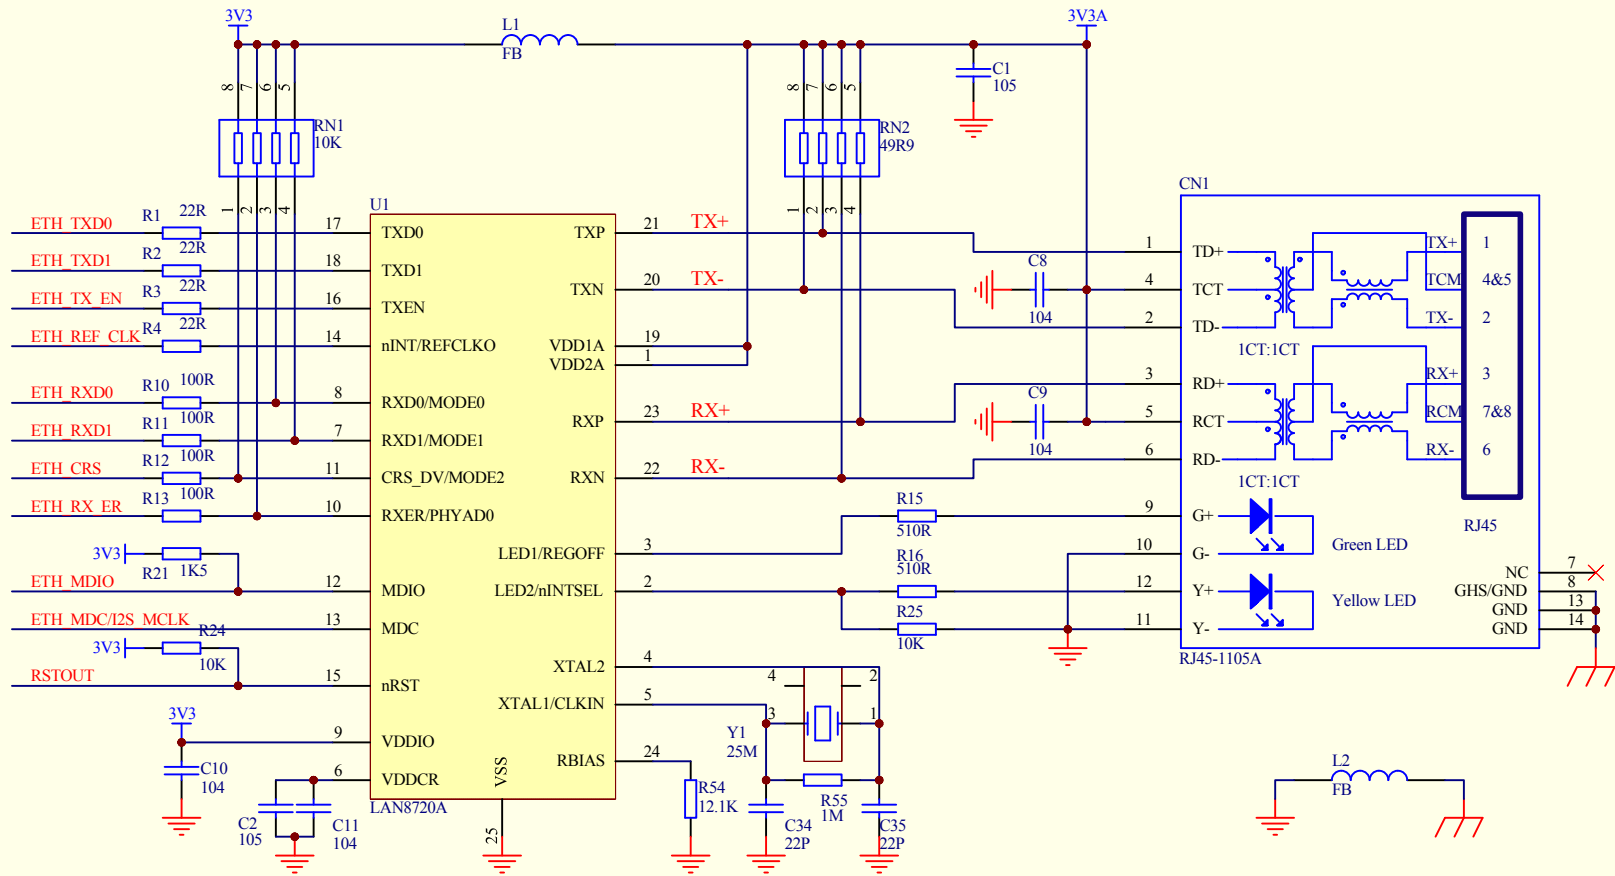 3V3
L1
FB
3V3A
8 7 6 5
RN1
10K
1 2 3 4
8 7 6 5
RN2
49R9
1 2 3 4
C1
105
CN1
U1
ETH_TXD0
R1
22R
17
TXD0
TXP
21
TX+
1
TD+
TX+
1
ETH_TXD1
R2
22R
18
TXD1
TXN
20
TX-
C8
104
4
TCT
TCM
4&5
ETH_TX_EN
R3
22R
16
TXEN
2
TD-
TX-
2
1CT:1CT
ETH_REF_CLK
R4
22R
14
nINT/REFCLKO
VDD1A
19
VDD2A
1
ETH_RXD0
R10
100R
8
RXD0/MODE0
RXP
23
RX+
3
RD+
RX+
3
ETH_RXD1
R11
100R
7
RXD1/MODE1
C9
104
5
RCT
RCM
7&8
ETH_CRS
R12
100R
11
CRS_DV/MODE2
RXN
22
RX-
6
RD-
RX-
6
1CT:1CT
ETH_RX_ER
R13
100R
10
RXER/PHYAD0
R15
510R
9
G+
RJ45
3V3
R21
1K5
LED1/REGOFF
3
10
G-
Green LED
ETH_MDIO
12
MDIO
LED2/nINTSEL
2
R16
510R
12
Y+
Yellow LED
NC
7
GHS/GND
8
GND
13
GND
14
ETH_MDC/I2S_MCLK
13
MDC
R25
10K
11
Y-
RJ45-1105A
3V3
R24
10K
RSTOUT
15
nRST
XTAL2
4
XTAL1/CLKIN
5
4
2
3
1
Y1
25M
3V3
9
VDDIO
C10
104
RBIAS
24
6
VDDCR
VSS
25
LAN8720A
C2
105
C11
104
R54
12.1K
R55
1M
C34
22P
C35
22P
L2
FB